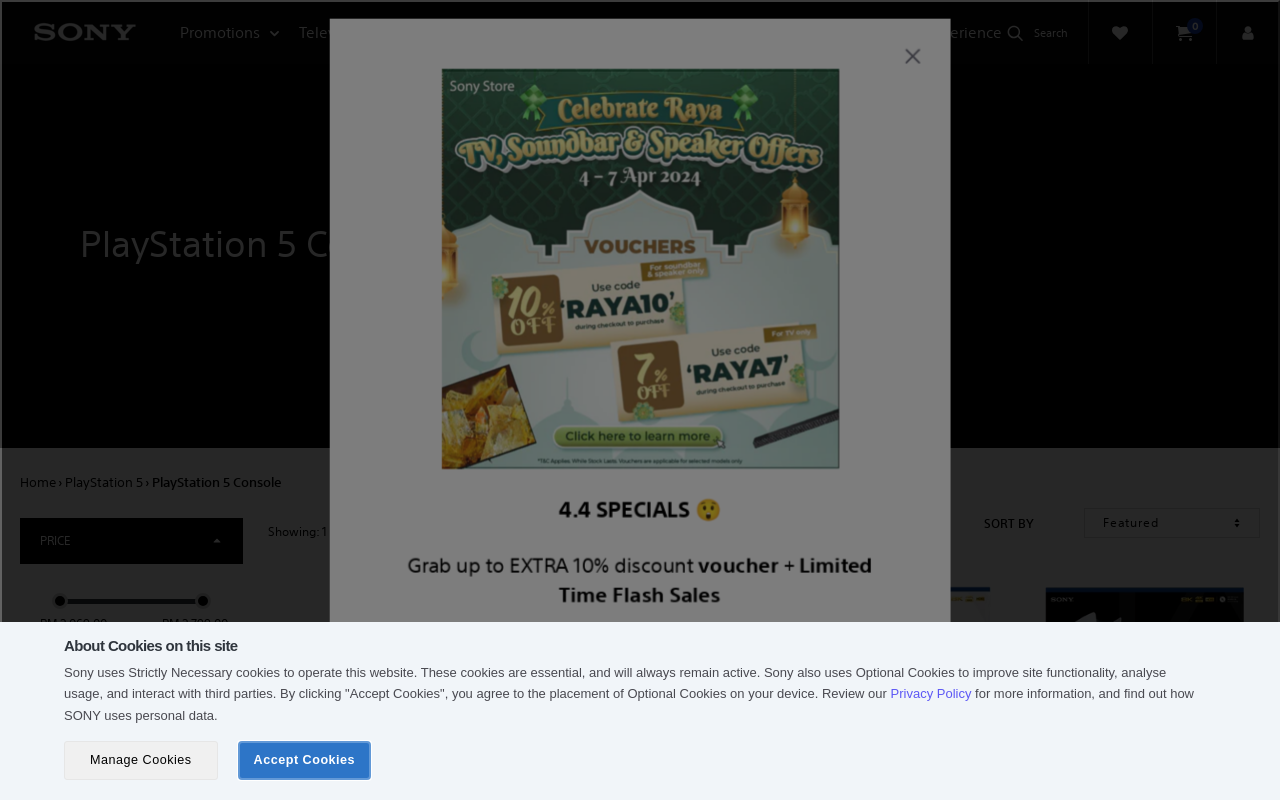 SONY
Promotions
Search
0
Sony Store
Celebrate Raya
TV, Soundbar & Speaker Offers
4 – 7 Apr 2024
VOUCHERS
For soundbar & speaker only
10% OFF
Use code
'RAYA10'
during checkout to purchase
For TV only
7% OFF
Use code
'RAYA7'
during checkout to purchase
Click here to learn more
*T&C Applies. While Stock Lasts. Vouchers are applicable for selected models only.
PlayStation 5
Home › PlayStation 5 › PlayStation 5 Console
PRICE
Showing: 1
SORT BY
Featured
4.4 SPECIALS 😲
Grab up to EXTRA 10% discount voucher + Limited
Time Flash Sales
SONY
About Cookies on this site
Sony uses Strictly Necessary cookies to operate this website. These cookies are essential, and will always remain active. Sony also uses Optional Cookies to improve site functionality, analyse
usage, and interact with third parties. By clicking "Accept Cookies", you agree to the placement of Optional Cookies on your device. Review our Privacy Policy for more information, and find out how
SONY uses personal data.
Manage Cookies
Accept Cookies